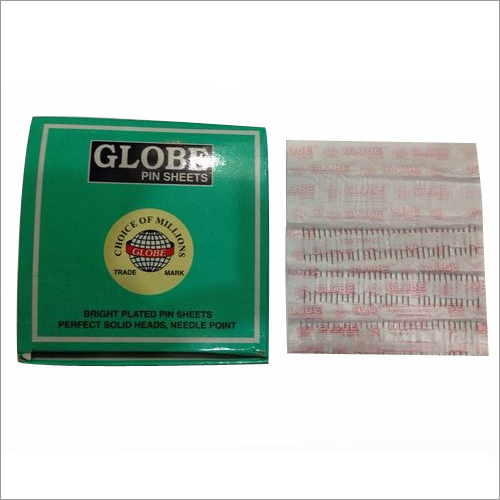 GLOBE
PIN SHEETS
CHOICE OF MILLIONS
GLOBE
TRADE MARK
BRIGHT PLATED PIN SHEETS
PERFECT SOLID HEADS, NEEDLE POINT
GLOBE
GLOBE
GLOBE